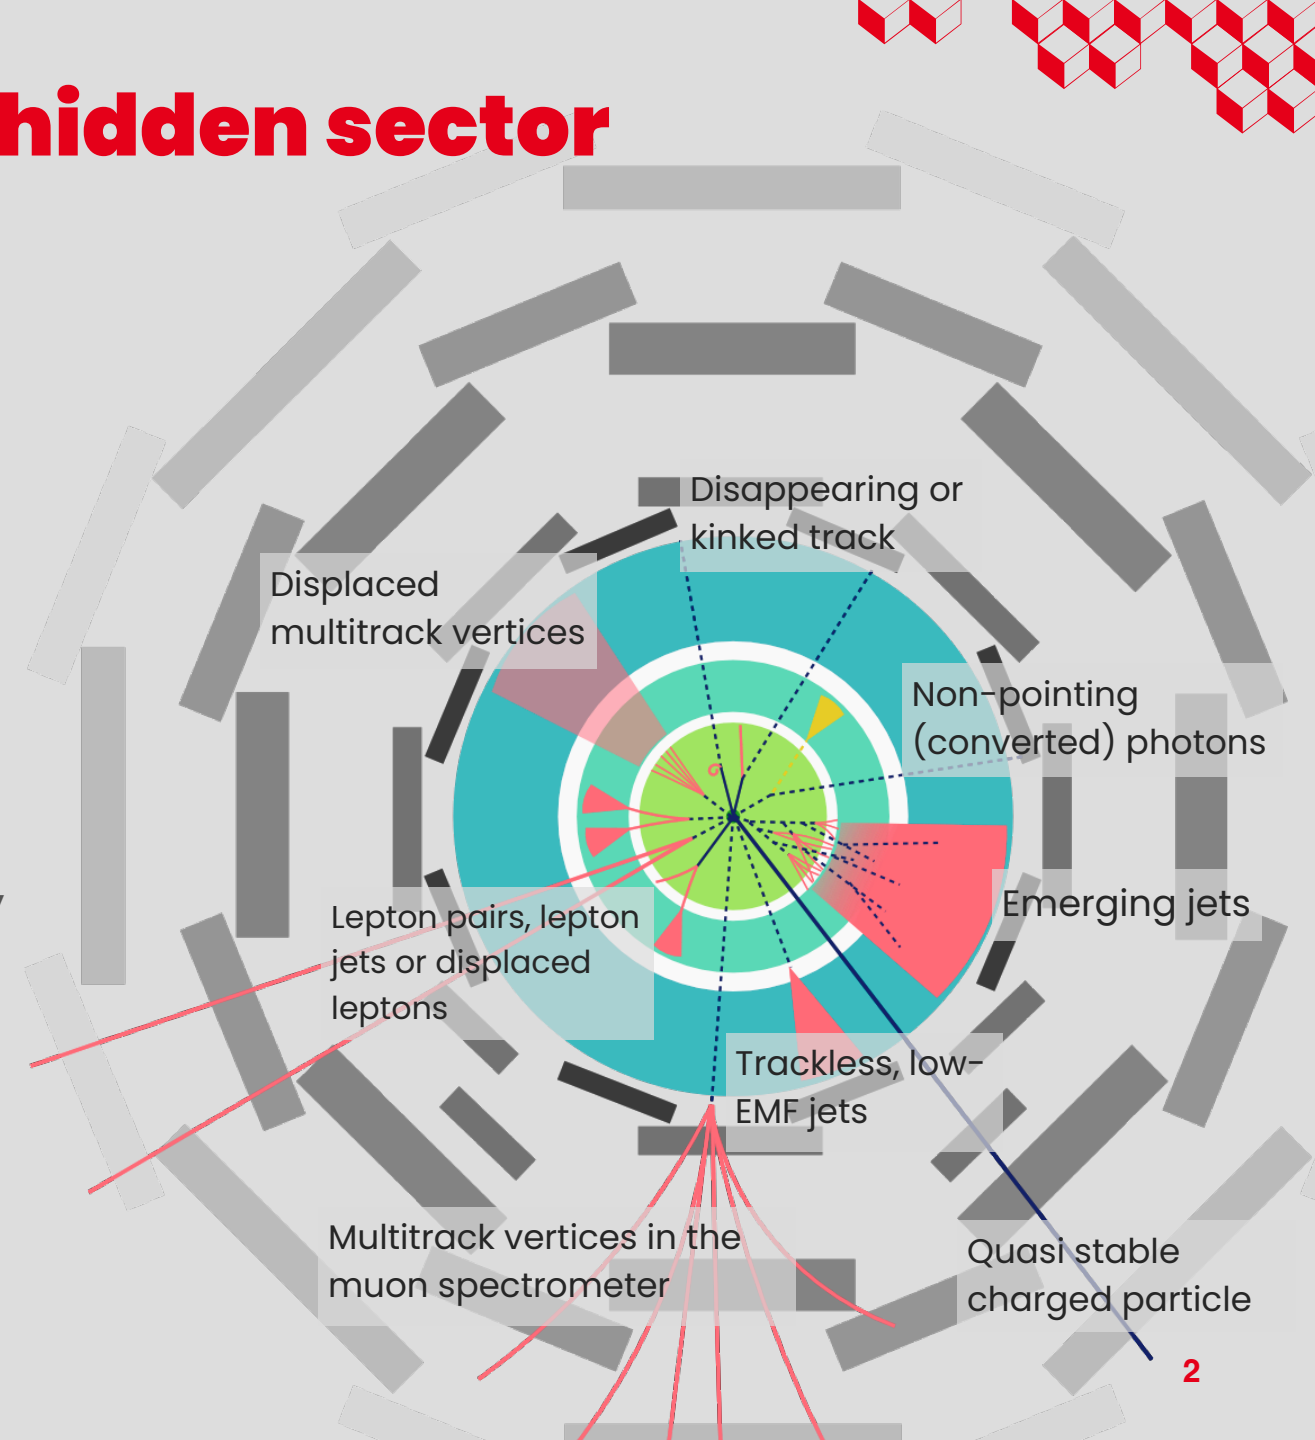 hidden sector
Disappearing or
kinked track
Displaced
multitrack vertices
Non-pointing
(converted) photons
Emerging jets
Lepton pairs, lepton
jets or displaced
leptons
Trackless, low-
EMF jets
Multitrack vertices in the
muon spectrometer
Quasi stable
charged particle
2